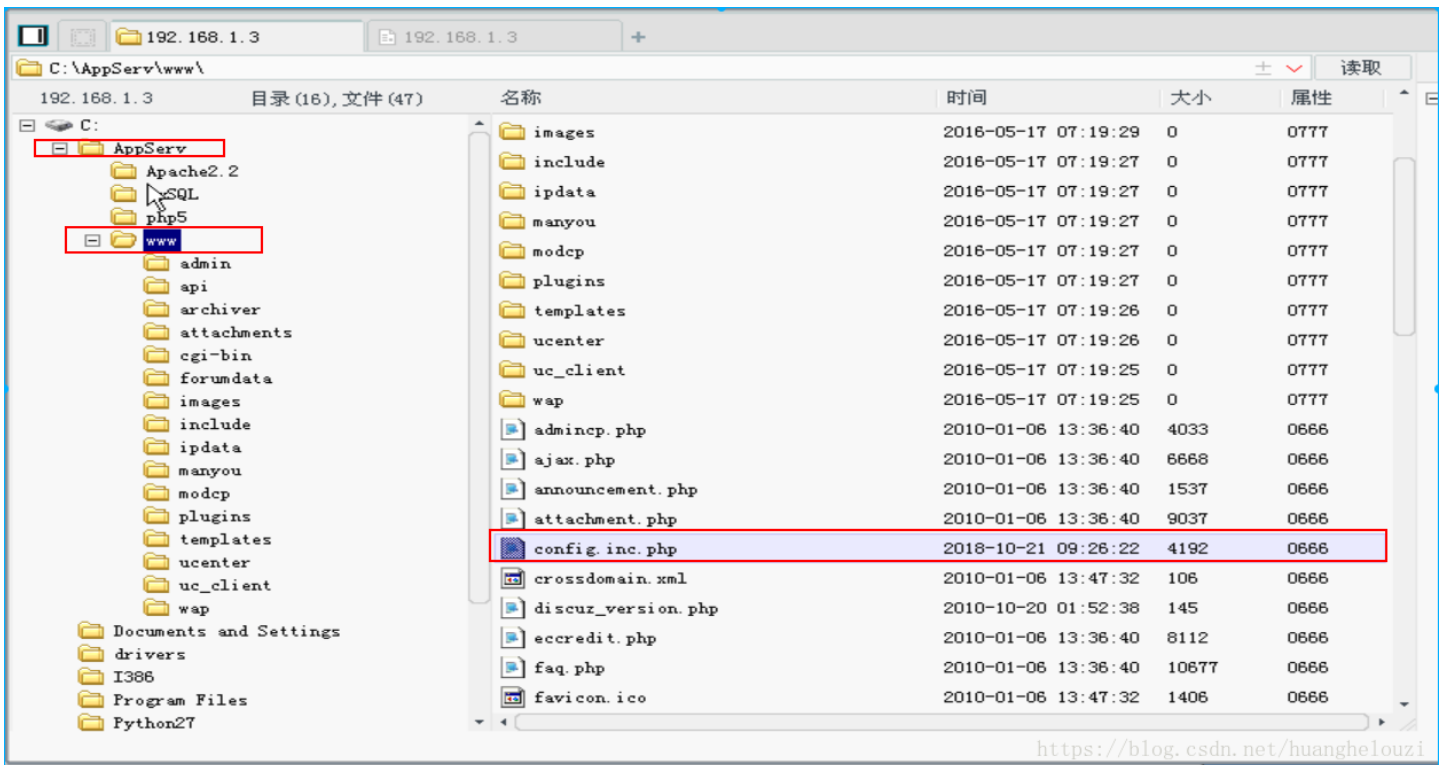 192.168.1.3 192.168.1.3 +
C:\AppServ\www\ 读取
192.168.1.3 目录(16),文件(47) 名称 时间 大小 属性
C:
AppServ
Apache2.2
php5
www
admin
api
archiver
attachments
cgi-bin
forumdata
images
include
ipdata
manyou
modcp
plugins
templates
ucenter
uc_client
wap
Documents and Settings
drivers
I386
Program Files
Python27
images 2016-05-17 07:19:29 0 0777
include 2016-05-17 07:19:27 0 0777
ipdata 2016-05-17 07:19:27 0 0777
manyou 2016-05-17 07:19:27 0 0777
modcp 2016-05-17 07:19:27 0 0777
plugins 2016-05-17 07:19:27 0 0777
templates 2016-05-17 07:19:26 0 0777
ucenter 2016-05-17 07:19:26 0 0777
uc_client 2016-05-17 07:19:25 0 0777
wap 2016-05-17 07:19:25 0 0777
admincp.php 2010-01-06 13:36:40 4033 0666
ajax.php 2010-01-06 13:36:40 6668 0666
announcement.php 2010-01-06 13:36:40 1537 0666
attachment.php 2010-01-06 13:36:40 9037 0666
config.inc.php 2018-10-21 09:26:22 4192 0666
crossdomain.xml 2010-01-06 13:47:32 106 0666
discuz_version.php 2010-10-20 01:52:38 145 0666
eccredit.php 2010-01-06 13:36:40 8112 0666
faq.php 2010-01-06 13:36:40 10677 0666
favicon.ico 2010-01-06 13:47:32 1406 0666
https://blog.csdn.net/huanghelouzi